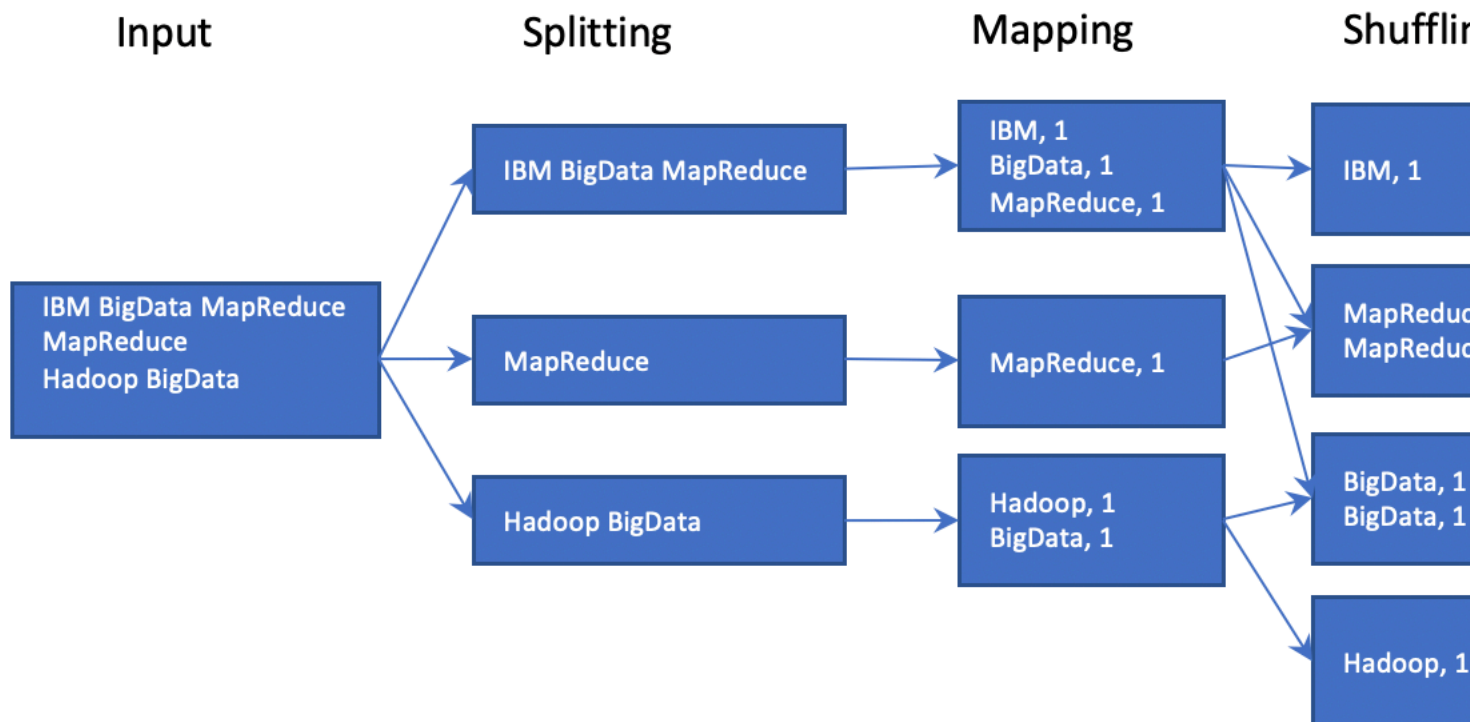 Input
Splitting
Mapping
IBM BigData MapReduce
MapReduce
Hadoop BigData
IBM BigData MapReduce
MapReduce
Hadoop BigData
IBM, 1
BigData, 1
MapReduce, 1
MapReduce, 1
Hadoop, 1
BigData, 1
IBM, 1
BigData, 1
BigData, 1
Hadoop, 1